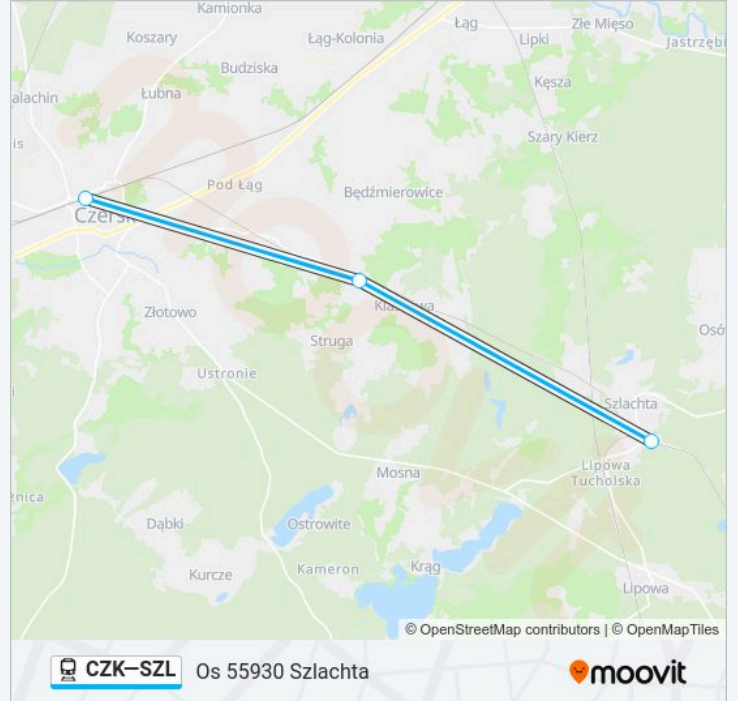 Kamionka
Łąg
Złe Mięso
Koszary
Łąg-Kolonia
Lipki
Jastrzębi
Budziska
Kęsza
alachin
Łubna
is
Szary Kierz
Pod Łąg
Będźmierowice
Czersk
Klaskawa
Złotowo
Struga
Osó
Ustronie
Szlachta
Mosna
Lipowa
Tucholska
żnica
Dąbki
Ostrowite
Kurcze
Kameron
Krąg
Lipowa
© OpenStreetMap contributors | © OpenMapTiles
CZK—SZL Os 55930 Szlachta
moovit